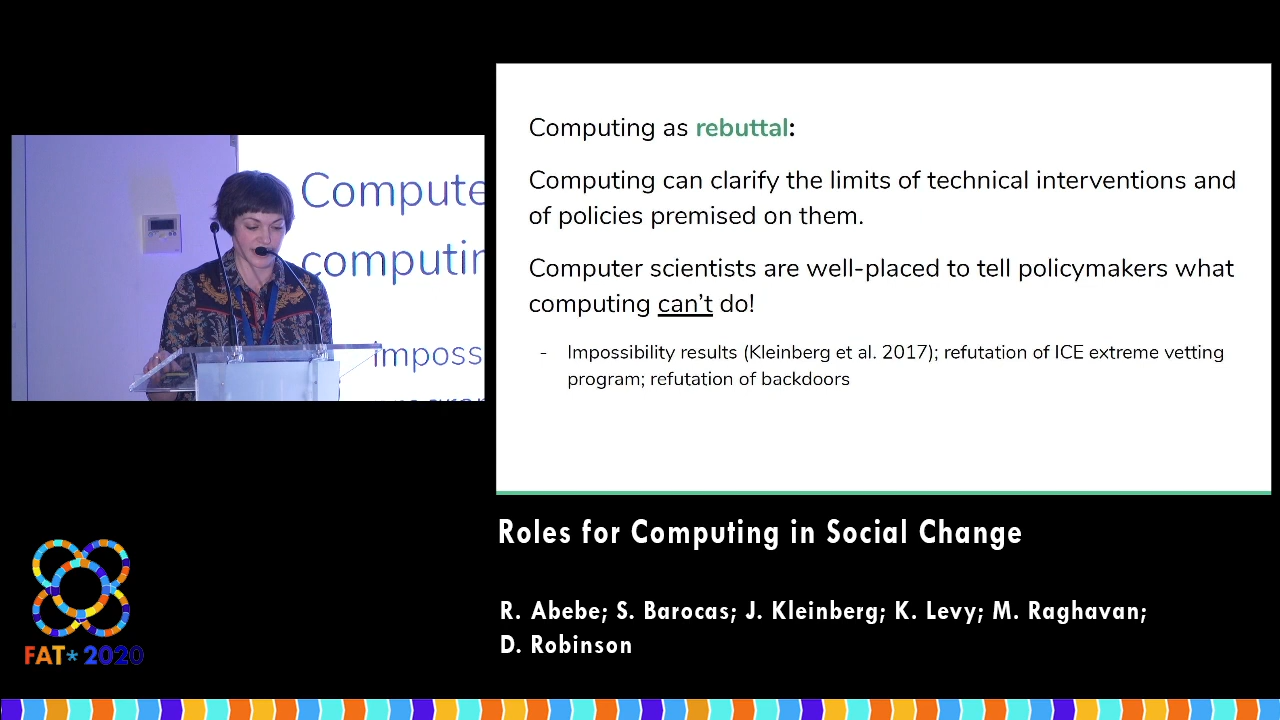 Compute
computin
imposs
Computing as rebuttal:
Computing can clarify the limits of technical interventions and
of policies premised on them.
Computer scientists are well-placed to tell policymakers what
computing can't do!
- Impossibility results (Kleinberg et al. 2017); refutation of ICE extreme vetting
program; refutation of backdoors
Roles for Computing in Social Change
R. Abebe; S. Barocas; J. Kleinberg; K. Levy; M. Raghavan;
D. Robinson
FAT* 2020